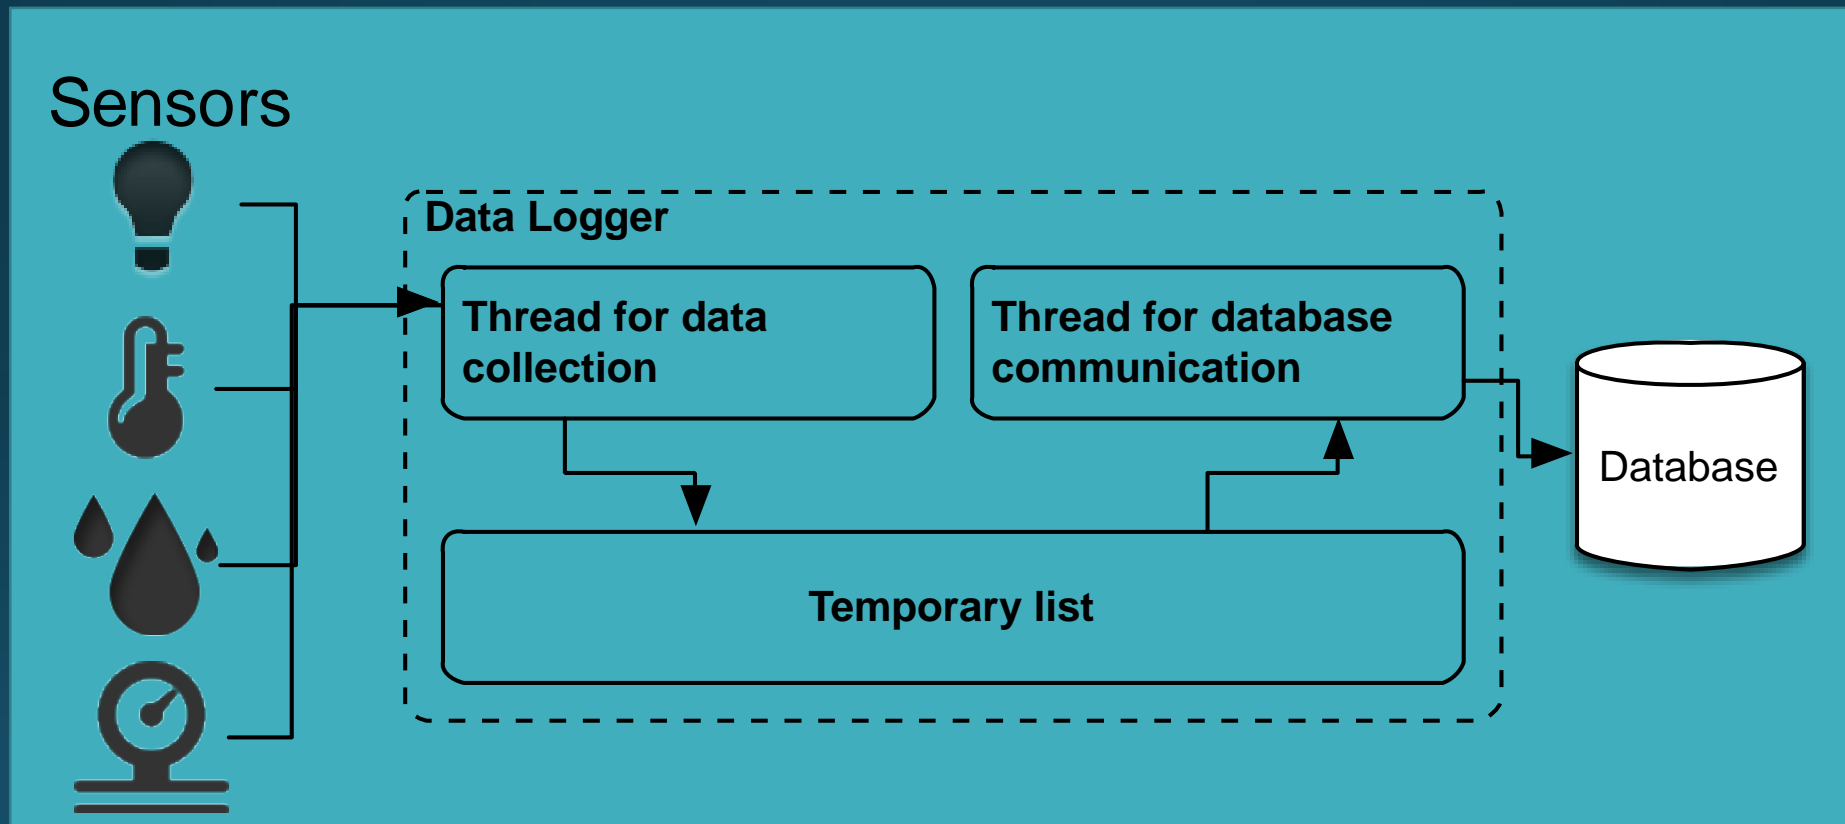 Sensors
Data Logger
Thread for data
collection
Thread for database
communication
Database
Temporary list